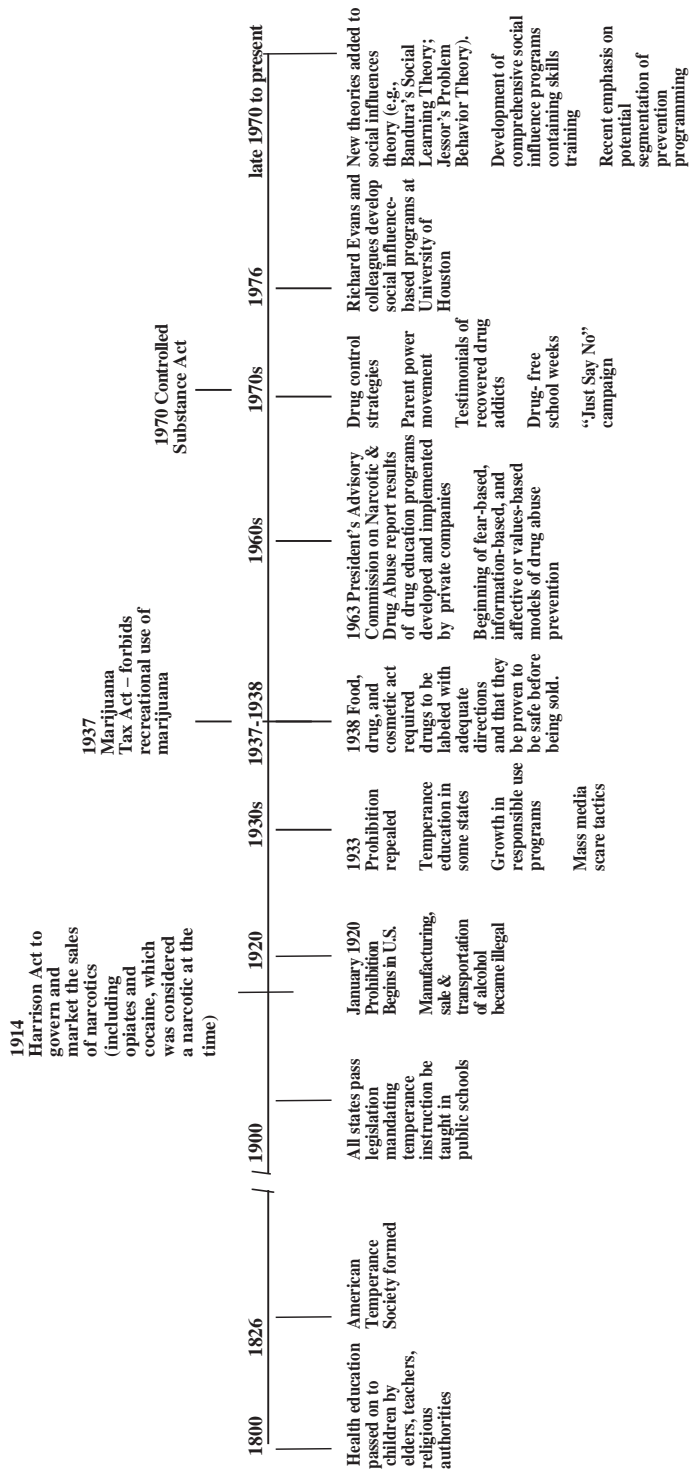 1914
Harrison Act to
govern and
market the sales
of narcotics
(including
opiates and
cocaine, which
was considered
a narcotic at the
time)
1937
Marijuana
Tax Act – forbids
recreational use of
marijuana
1970 Controlled
Substance Act
1800
1826
1900
1920
1930s
1937-1938
1960s
1970s
1976
late 1970 to present
Health education
passed on to
children by
elders, teachers,
religious
authorities
American
Temperance
Society formed
All states pass
legislation
mandating
temperance
instruction be
taught in
public schools
January 1920
Prohibition
Begins in U.S.
Manufacturing,
sale &
transportation
of alcohol
became illegal
1933
Prohibition
repealed
Temperance
education in
some states
Growth in
responsible use
programs
Mass media
scare tactics
1938 Food,
drug, and
cosmetic act
required
drugs to be
labeled with
adequate
directions
and that they
be proven to
be safe before
being sold.
1963 President’s Advisory
Commission on Narcotic &
Drug Abuse report results
of drug education programs
developed and implemented
by private companies
Beginning of fear-based,
information-based, and
affective or values-based
models of drug abuse
prevention
Drug control
strategies
Parent power
movement
Testimonials of
recovered drug
addicts
Drug- free
school weeks
“Just Say No”
campaign
Richard Evans and
colleagues develop
social influence-
based programs at
University of
Houston
New theories added to
social influences
theory (e.g.,
Bandura’s Social
Learning Theory;
Jessor’s Problem
Behavior Theory).
Development of
comprehensive social
influence programs
containing skills
training
Recent emphasis on
potential
segmentation of
prevention
programming